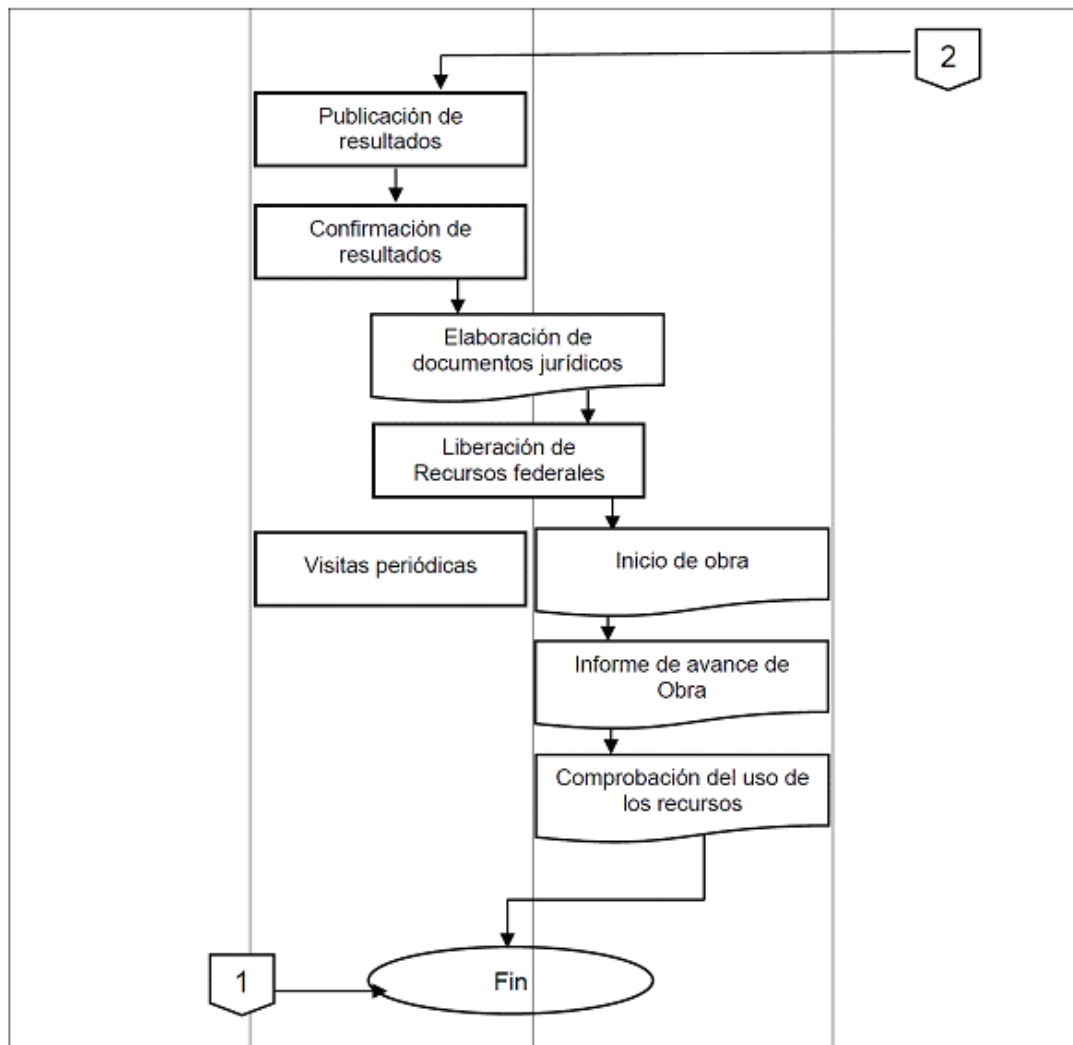 2
Publicación de
resultados
Confirmación de
resultados
Elaboración de
documentos jurídicos
Liberación de
Recursos federales
Visitas periódicas
Inicio de obra
Informe de avance de
Obra
Comprobación del uso de
los recursos
1
Fin